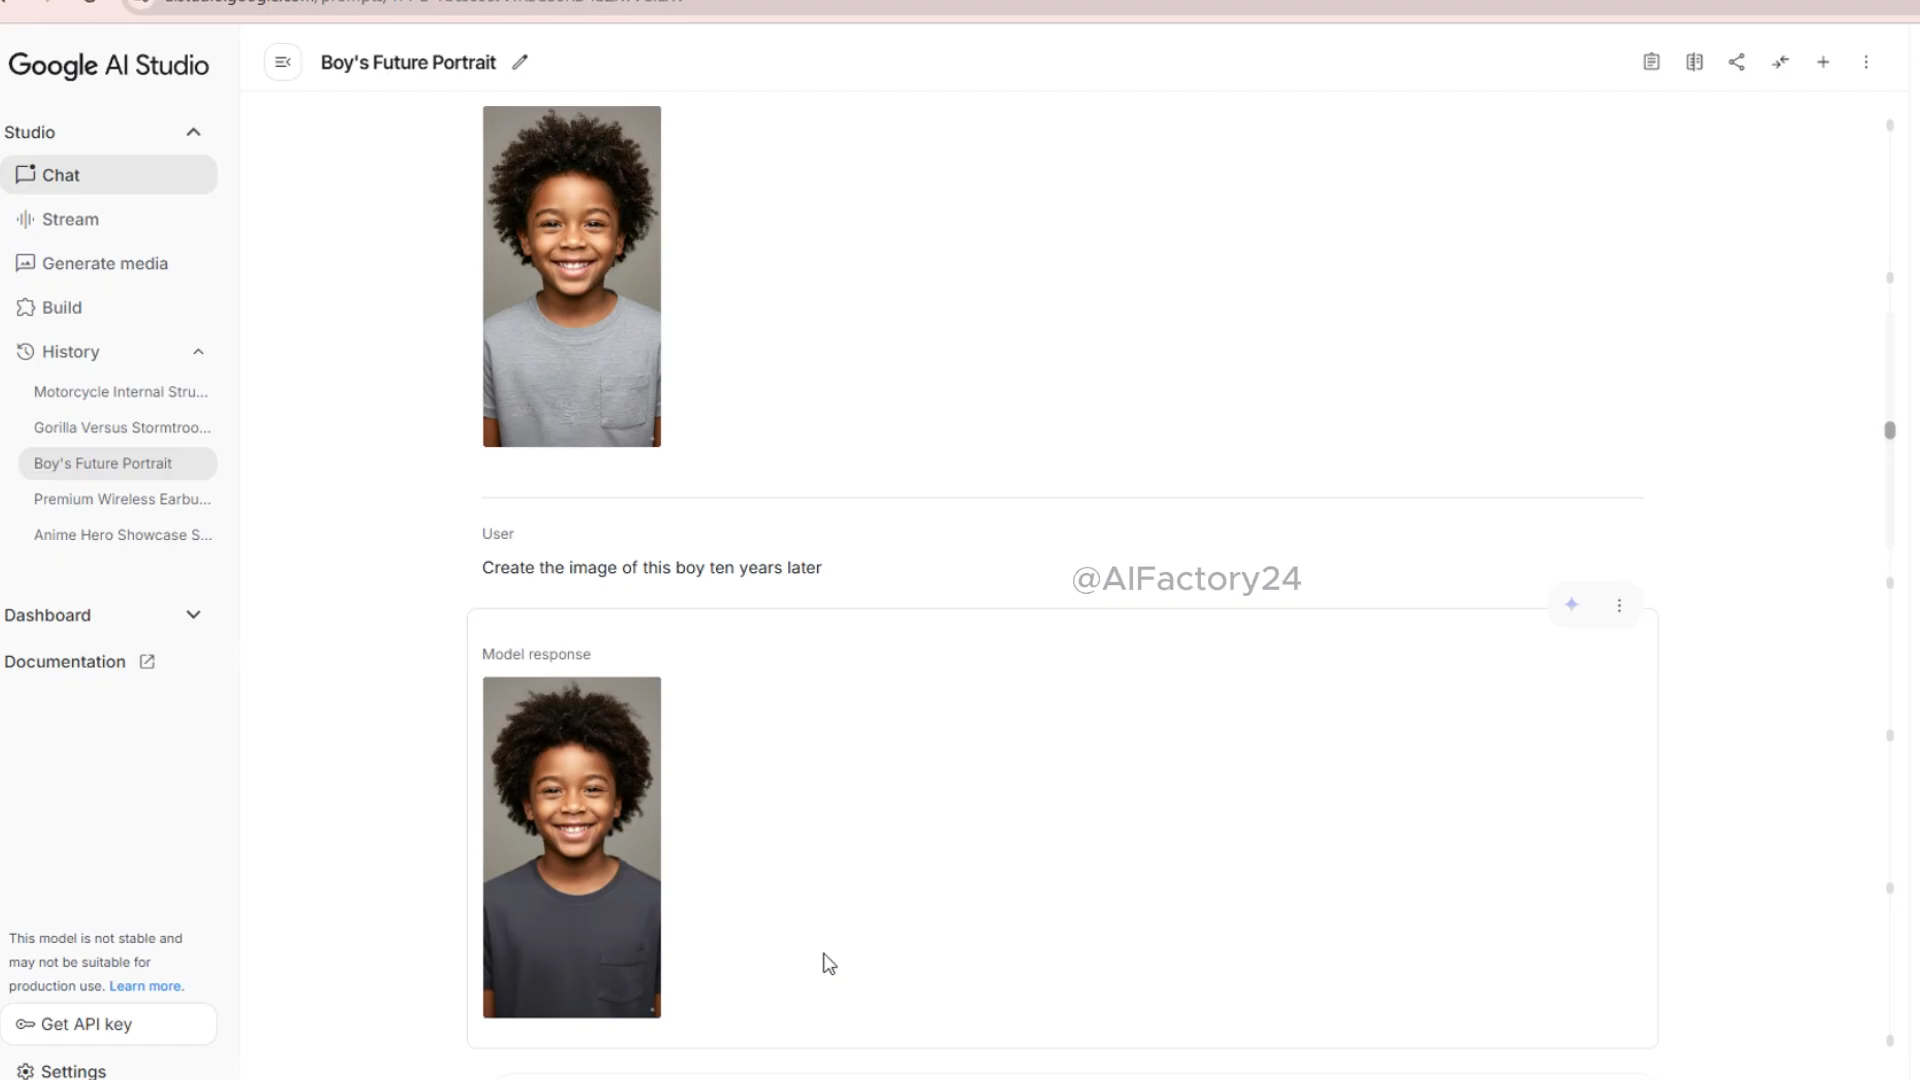 Google AI Studio
Boy's Future Portrait
Studio
Chat
Stream
Generate media
Build
History
Motorcycle Internal Stru...
Gorilla Versus Stormtroo...
Boy's Future Portrait
Premium Wireless Earbu...
Anime Hero Showcase S...
Dashboard
Documentation
This model is not stable and
may not be suitable for
production use. Learn more.
Get API key
Settings
User
Create the image of this boy ten years later
@AIFactory24
Model response